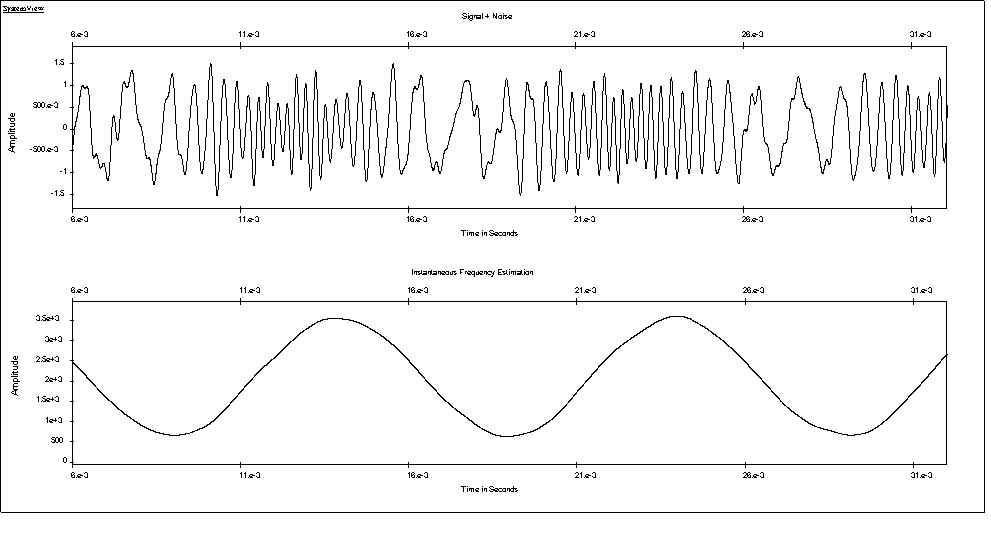 SystemView
Signal + Noise
6.e-3 11.e-3 16.e-3 21.e-3 26.e-3 31.e-3
1.5
1
500.e-3
0
-500.e-3
-1
-1.5
Amplitude
6.e-3 11.e-3 16.e-3 21.e-3 26.e-3 31.e-3
Time in Seconds
Instantaneous Frequency Estimation
6.e-3 11.e-3 16.e-3 21.e-3 26.e-3 31.e-3
3.5e+3
3e+3
2.5e+3
2e+3
1.5e+3
1e+3
500
0
Amplitude
6.e-3 11.e-3 16.e-3 21.e-3 26.e-3 31.e-3
Time in Seconds